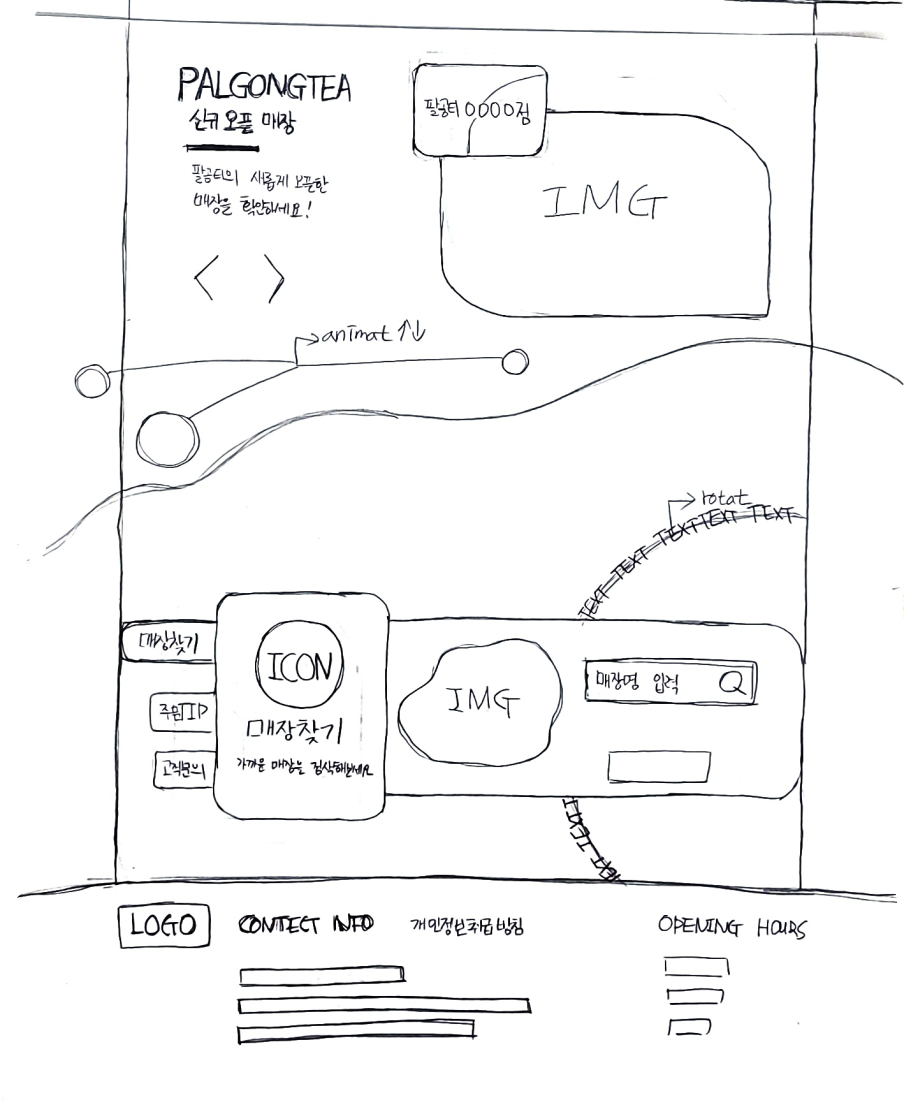 PALGONGTEA
신규 오픈 매장
팔공티의 새롭게 오픈한
매장을 확인하세요!
팔공티 0000점
IMG
animat
rotat
TEXT TEXT TEXT TEXT TEXT
매장찾기
주원IP
고객문의
ICON
매장찾기
가까운 매장을 검색해보세요
IMG
매장명 입력
LOGO
CONTECT INFO
개인정보취급방침
OPENING HOURS